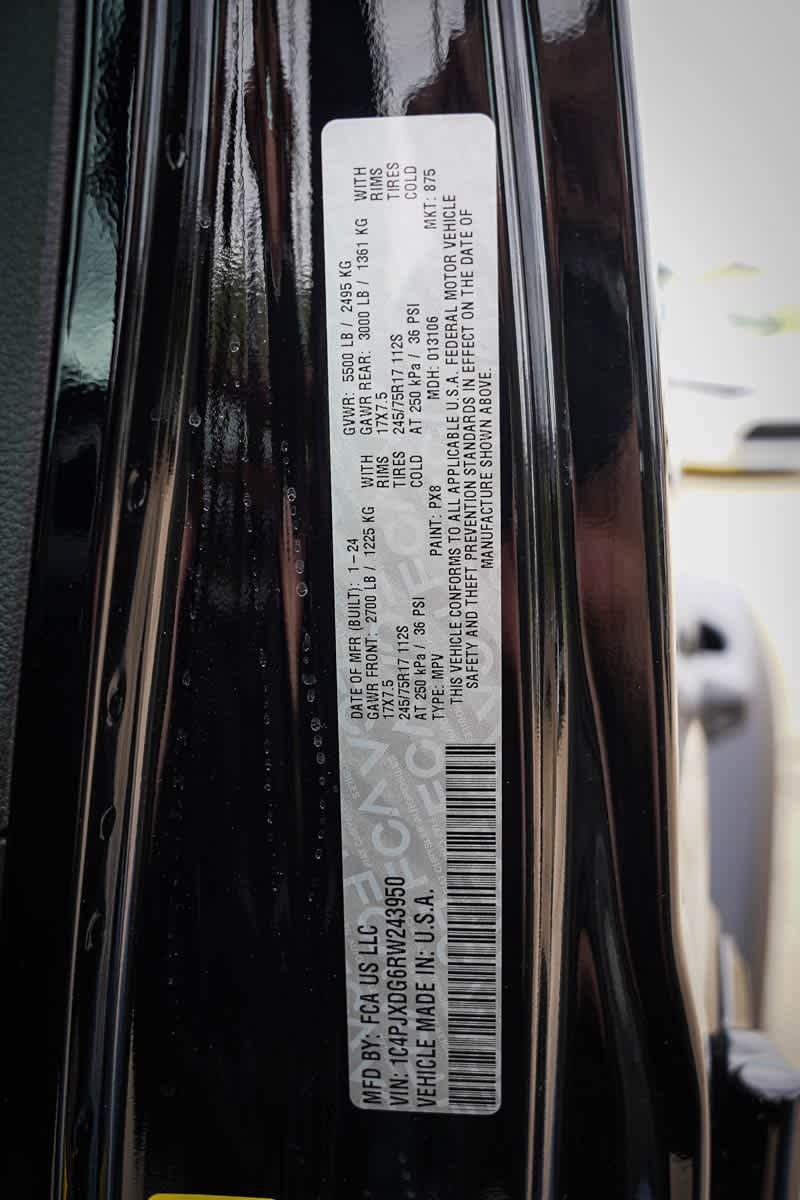 MFD BY: FCA US LLC
VIN: 1C4PJXDG6RW243950
VEHICLE MADE IN: U.S.A.
DATE OF MFR (BUILT): 1-24 GVWR: 5500 LB / 2495 KG
GAWR FRONT: 2700 LB / 1225 KG WITH GAWR REAR: 3000 LB / 1361 KG WITH
17X7.5 RIMS 17X7.5 RIMS
245/75R17 112S TIRES 245/75R17 112S TIRES
AT 250 kPa / 36 PSI COLD AT 250 kPa / 36 PSI COLD
TYPE: MPV PAINT: PX8 MDH: 013106 MKT: 875
THIS VEHICLE CONFORMS TO ALL APPLICABLE U.S.A. FEDERAL MOTOR VEHICLE
SAFETY AND THEFT PREVENTION STANDARDS IN EFFECT ON THE DATE OF
MANUFACTURE SHOWN ABOVE.